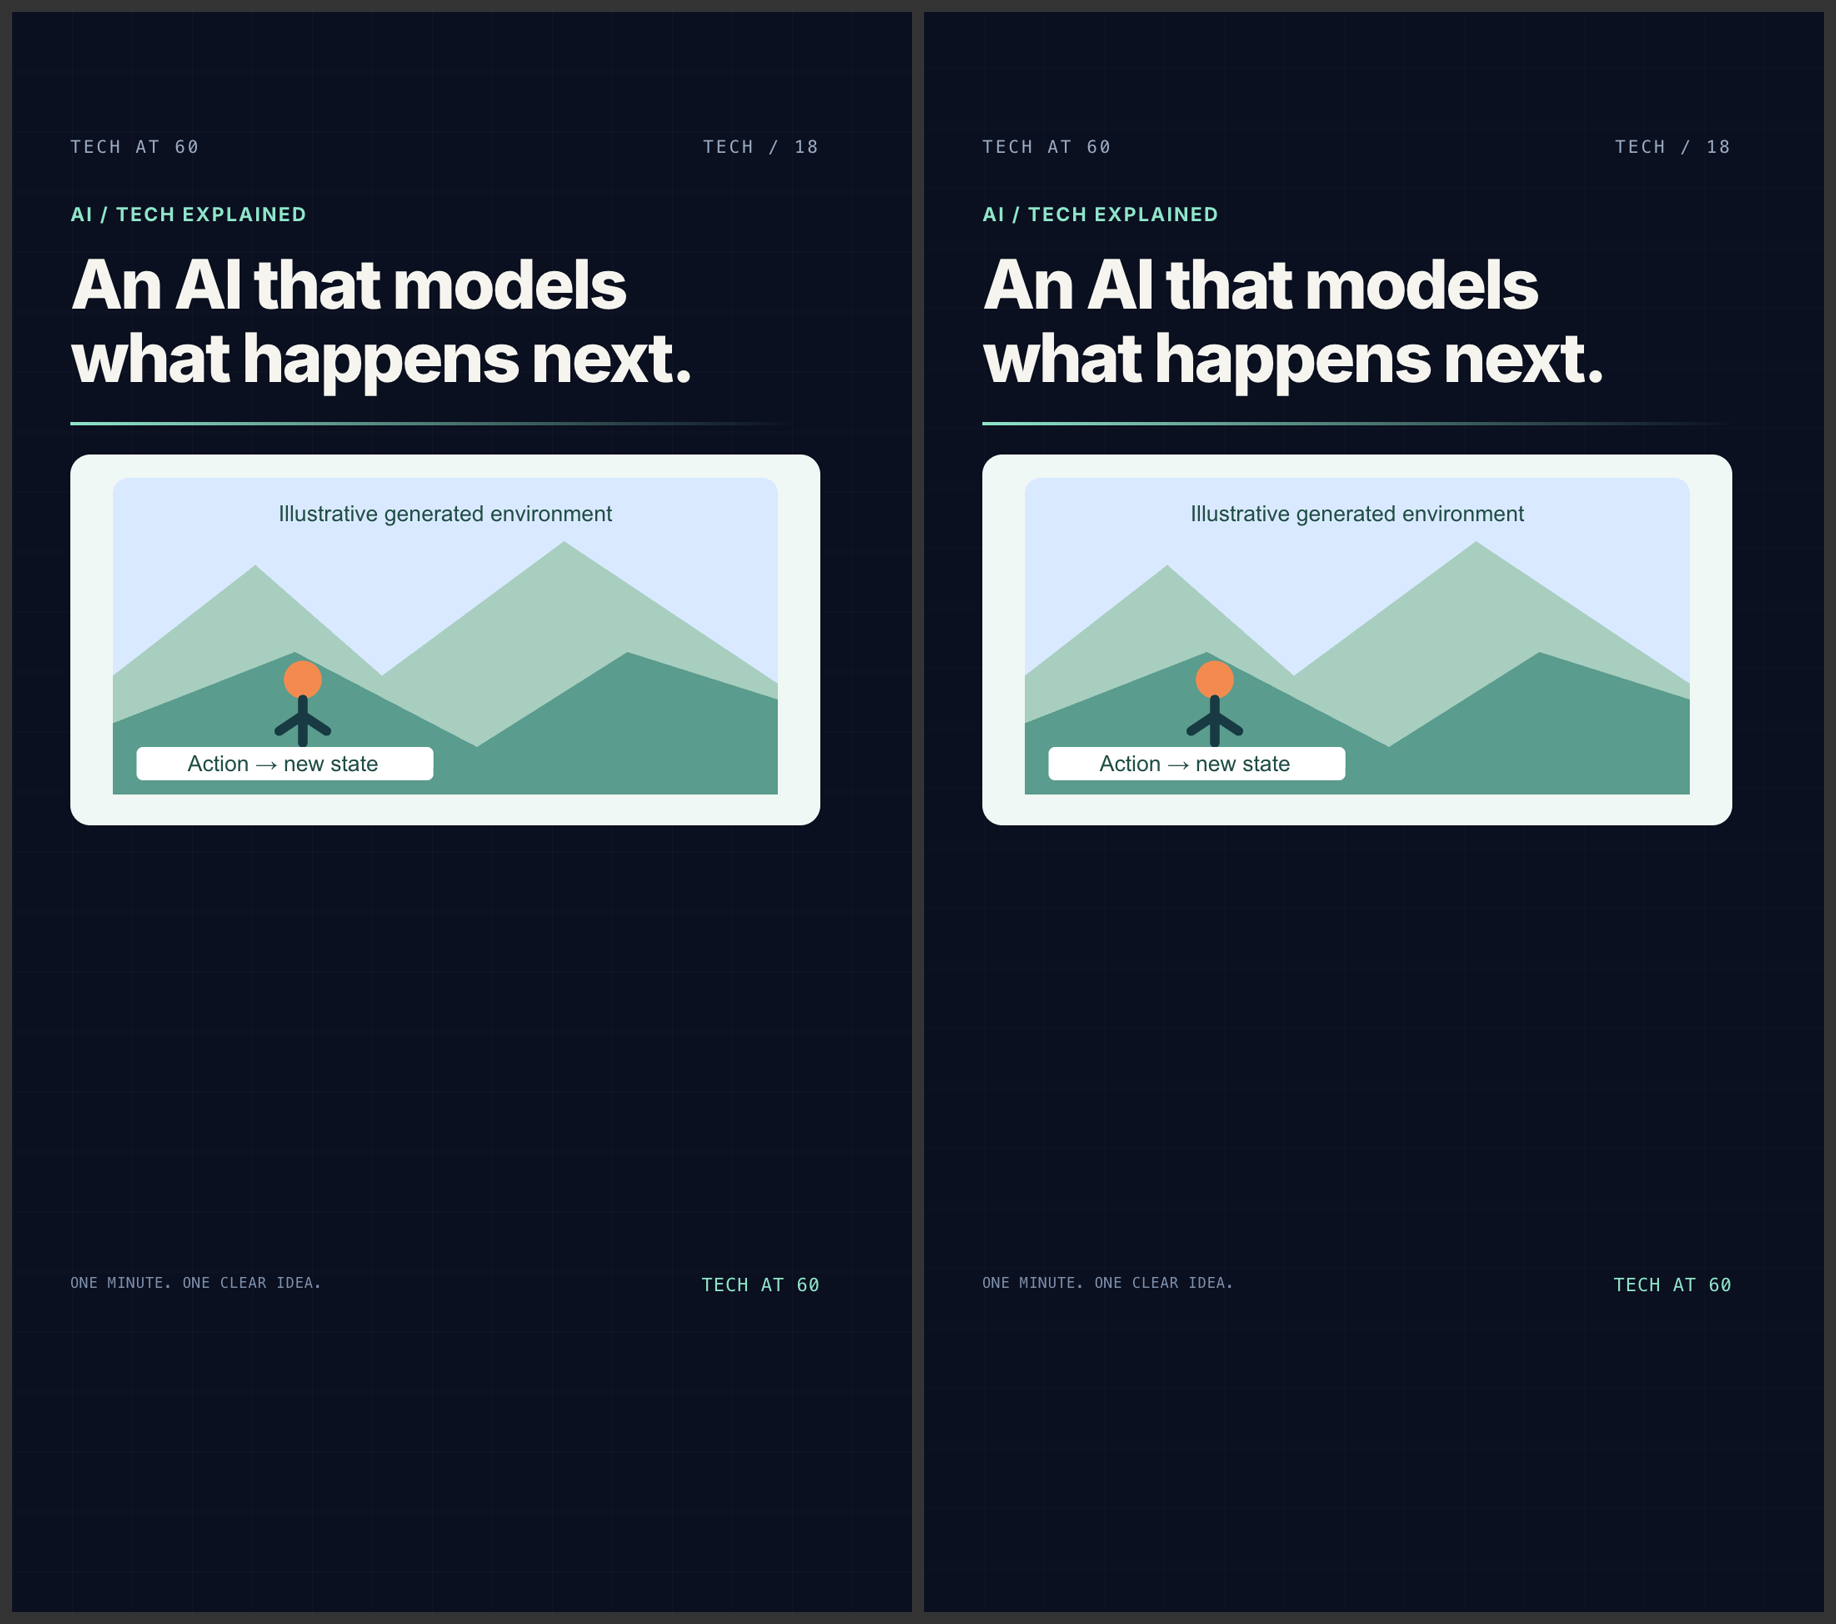 TECH AT 60
TECH / 18
AI / TECH EXPLAINED
An AI that models
what happens next.
Illustrative generated environment
Action → new state
ONE MINUTE. ONE CLEAR IDEA.
TECH AT 60
TECH AT 60
TECH / 18
AI / TECH EXPLAINED
An AI that models
what happens next.
Illustrative generated environment
Action → new state
ONE MINUTE. ONE CLEAR IDEA.
TECH AT 60